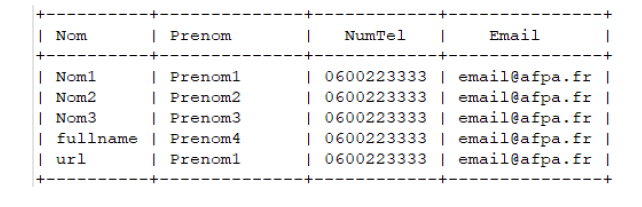 +----------+--------------+------------+---------------+
| Nom | Prenom | NumTel | Email |
+----------+--------------+------------+---------------+
| Nom1 | Prenom1 | 0600223333 | email@afpa.fr |
| Nom2 | Prenom2 | 0600223333 | email@afpa.fr |
| Nom3 | Prenom3 | 0600223333 | email@afpa.fr |
| fullname | Prenom4 | 0600223333 | email@afpa.fr |
| url | Prenom1 | 0600223333 | email@afpa.fr |
+----------+--------------+------------+---------------+